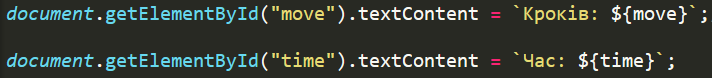 document.getElementById("move").textContent = `Кроків: ${move}`;
document.getElementById("time").textContent = `Час: ${time}`;